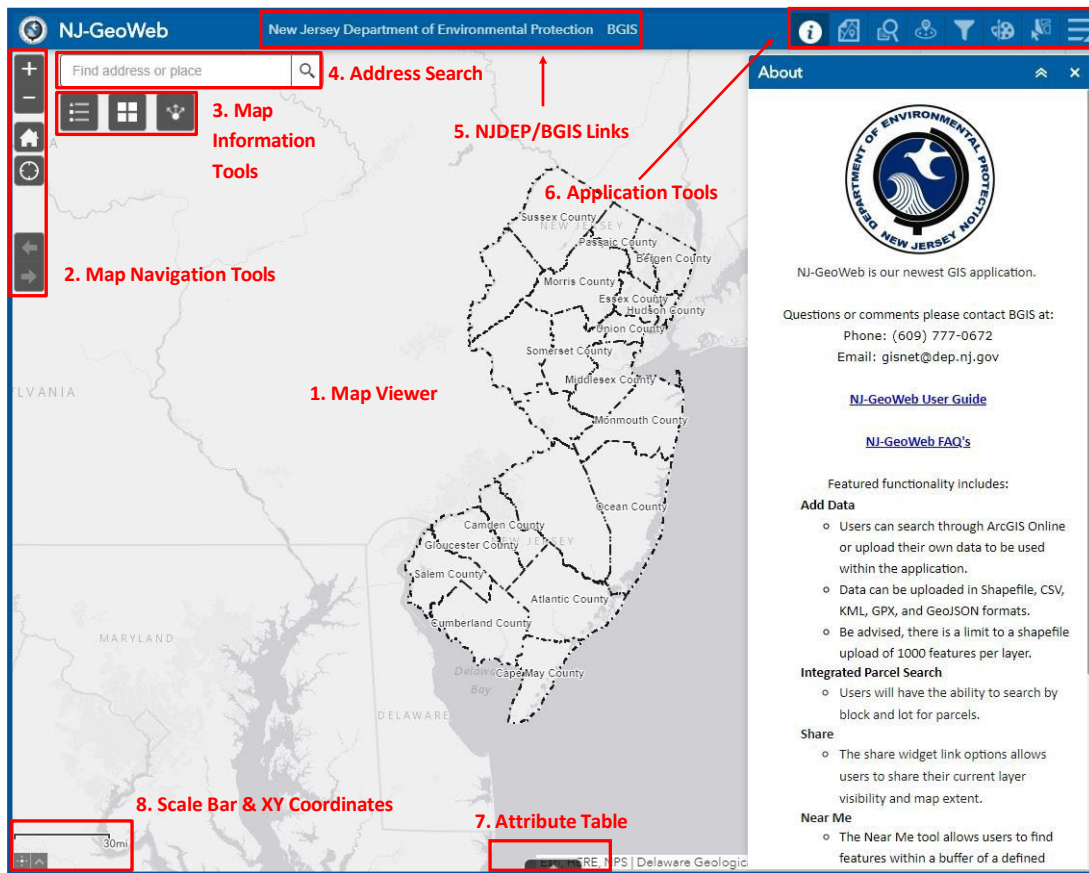 NJ-GeoWeb
New Jersey Department of Environmental Protection BGIS
Find address or place
4. Address Search
3. Map
Information
Tools
5. NJDEP/BGIS Links
6. Application Tools
2. Map Navigation Tools
1. Map Viewer
Sussex County
NEW JERSEY
Passaic County
Bergen County
Morris County
Essex County
Hudson County
Union County
Somerset County
Middlesex County
Monmouth County
LVANIA
Ocean County
Camden County
NEW JERSEY
Gloucester County
Salem County
Atlantic County
Cumberland County
MARYLAND
Cape May County
Bay
DELAWARE
8. Scale Bar & XY Coordinates
30mi
7. Attribute Table
Esri, HERE, NPS | Delaware Geologica
About
DEPARTMENT OF ENVIRONMENTAL PROTECTION
NEW JERSEY
NJ-GeoWeb is our newest GIS application.
Questions or comments please contact BGIS at:
Phone: (609) 777-0672
Email: gisnet@dep.nj.gov
NJ-GeoWeb User Guide
NJ-GeoWeb FAQ's
Featured functionality includes:
Add Data
Users can search through ArcGIS Online
or upload their own data to be used
within the application.
Data can be uploaded in Shapefile, CSV,
KML, GPX, and GeoJSON formats.
Be advised, there is a limit to a shapefile
upload of 1000 features per layer.
Integrated Parcel Search
Users will have the ability to search by
block and lot for parcels.
Share
The share widget link options allows
users to share their current layer
visibility and map extent.
Near Me
The Near Me tool allows users to find
features within a buffer of a defined